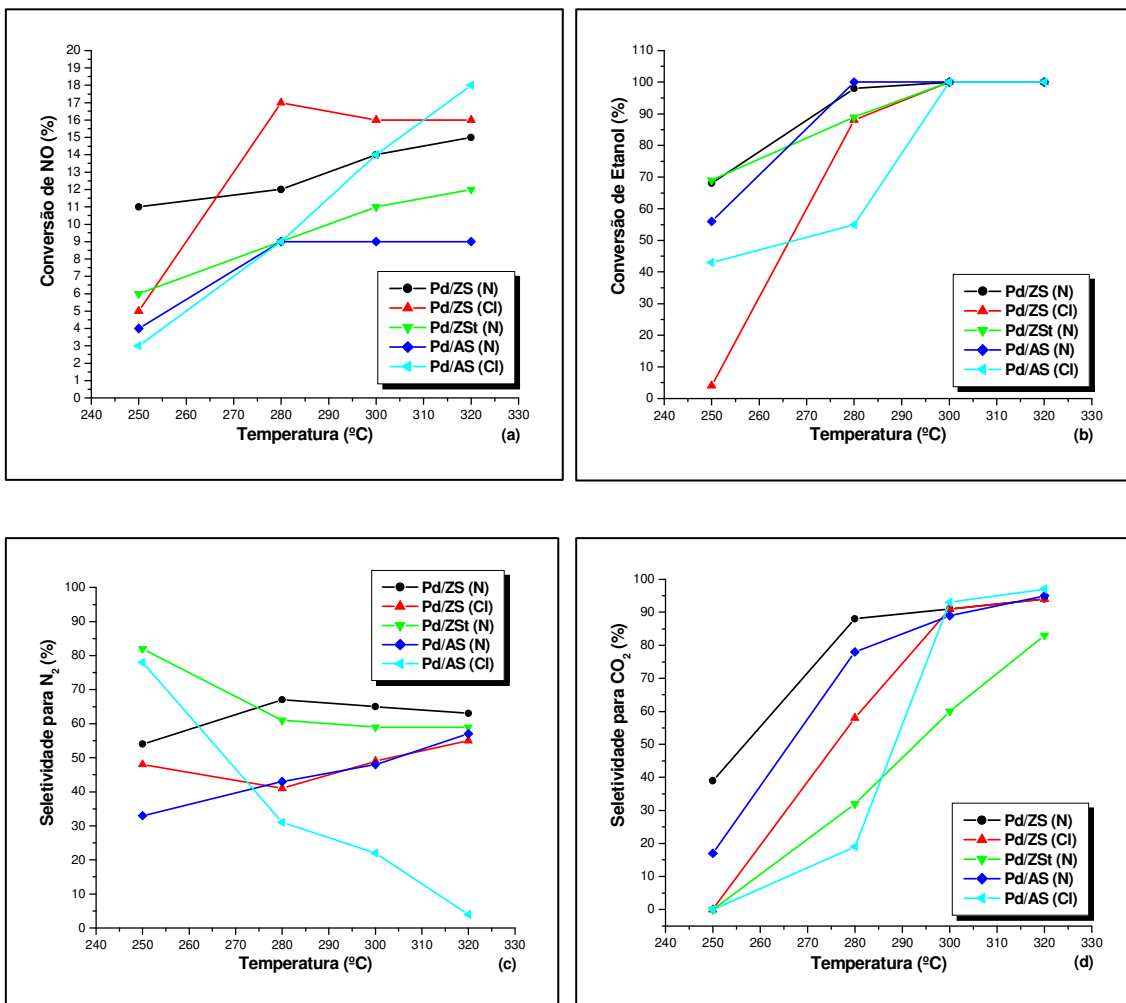 Conversão de NO (%)
20
19
18
17
16
15
14
13
12
11
10
9
8
7
6
5
4
3
2
1
0
Pd/ZS (N)
Pd/ZS (Cl)
Pd/ZSt (N)
Pd/AS (N)
Pd/AS (Cl)
240 250 260 270 280 290 300 310 320 330
Temperatura (ºC)
(a)
Conversão de Etanol (%)
110
100
90
80
70
60
50
40
30
20
10
0
Pd/ZS (N)
Pd/ZS (Cl)
Pd/ZSt (N)
Pd/AS (N)
Pd/AS (Cl)
240 250 260 270 280 290 300 310 320 330
Temperatura (ºC)
(b)
Seletividade para N₂ (%)
100
90
80
70
60
50
40
30
20
10
0
Pd/ZS (N)
Pd/ZS (Cl)
Pd/ZSt (N)
Pd/AS (N)
Pd/AS (Cl)
240 250 260 270 280 290 300 310 320 330
Temperatura (ºC)
(c)
Seletividade para CO₂ (%)
100
90
80
70
60
50
40
30
20
10
0
Pd/ZS (N)
Pd/ZS (Cl)
Pd/ZSt (N)
Pd/AS (N)
Pd/AS (Cl)
240 250 260 270 280 290 300 310 320 330
Temperatura (ºC)
(d)